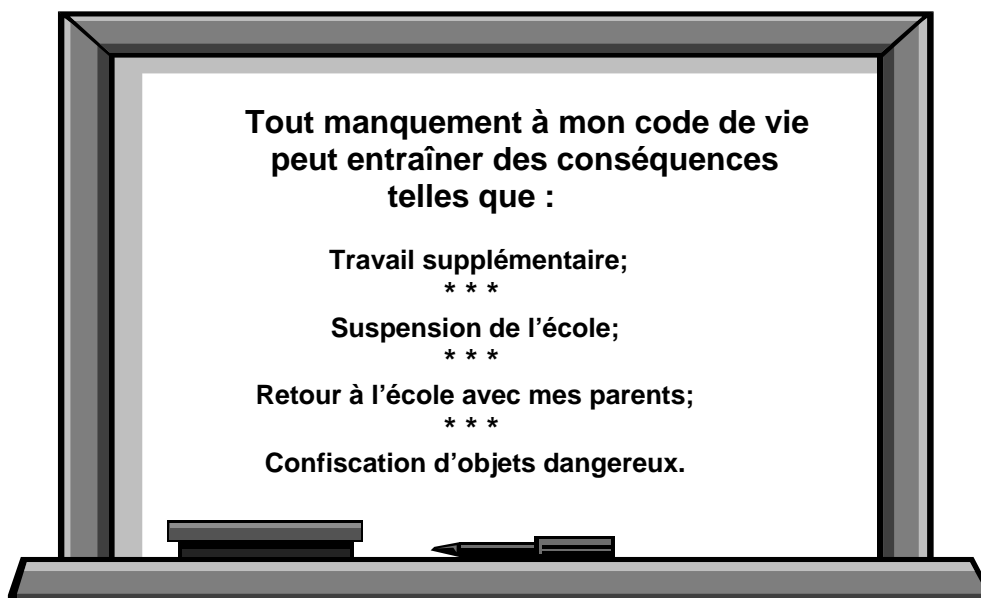 Tout manquement à mon code de vie
peut entraîner des conséquences
telles que :
Travail supplémentaire;
* * *
Suspension de l’école;
* * *
Retour à l’école avec mes parents;
* * *
Confiscation d’objets dangereux.